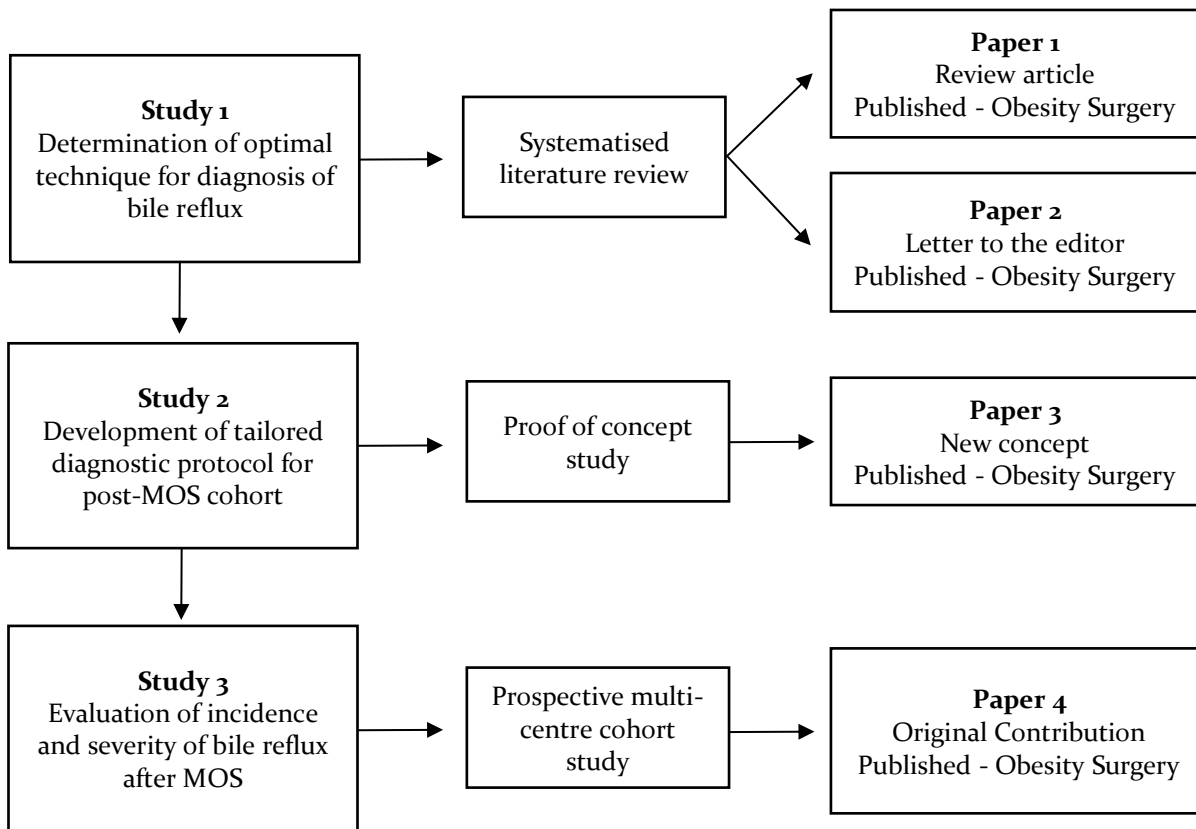 Study 1
Determination of optimal
technique for diagnosis of
bile reflux
Systematised
literature review
Paper 1
Review article
Published - Obesity Surgery
Paper 2
Letter to the editor
Published - Obesity Surgery
Study 2
Development of tailored
diagnostic protocol for
post-MOS cohort
Proof of concept
study
Paper 3
New concept
Published - Obesity Surgery
Study 3
Evaluation of incidence
and severity of bile reflux
after MOS
Prospective multi-
centre cohort
study
Paper 4
Original Contribution
Published - Obesity Surgery